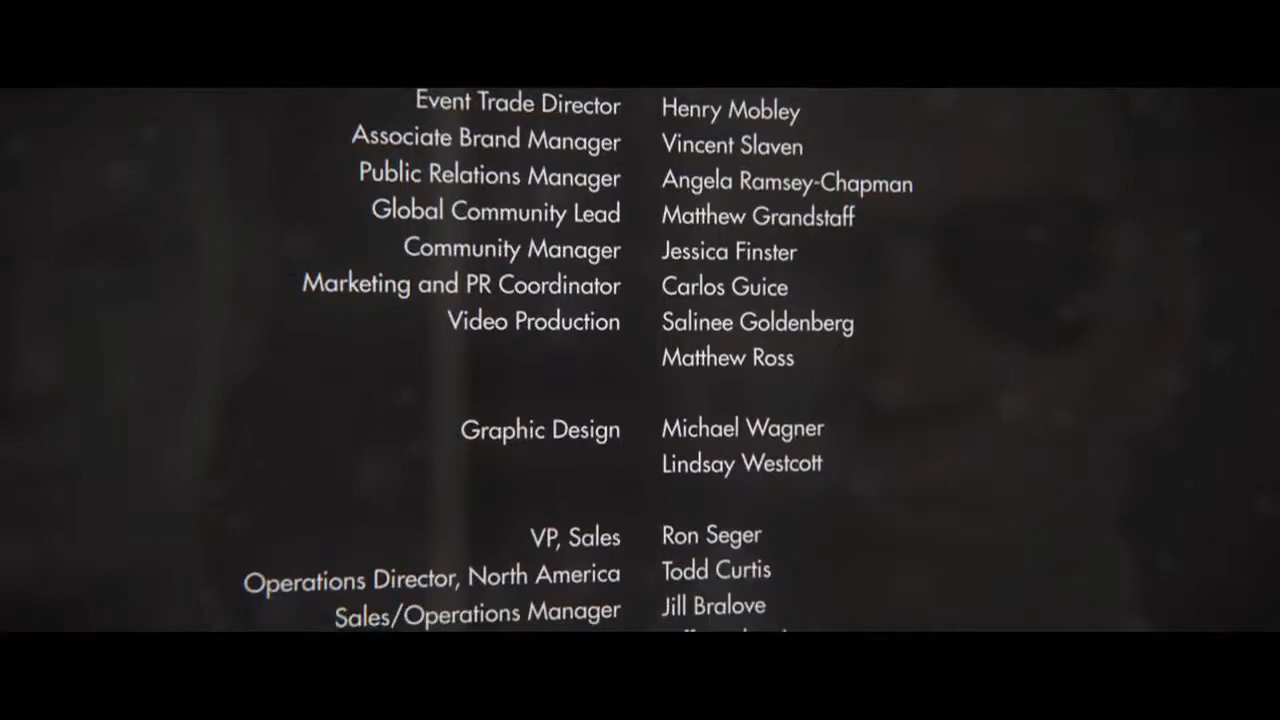 Event Trade Director Henry Mobley
Associate Brand Manager Vincent Slaven
Public Relations Manager Angela Ramsey-Chapman
Global Community Lead Matthew Grandstaff
Community Manager Jessica Finster
Marketing and PR Coordinator Carlos Guice
Video Production Salinee Goldenberg
Matthew Ross
Graphic Design Michael Wagner
Lindsay Westcott
VP, Sales Ron Seger
Operations Director, North America Todd Curtis
Sales/Operations Manager Jill Bralove